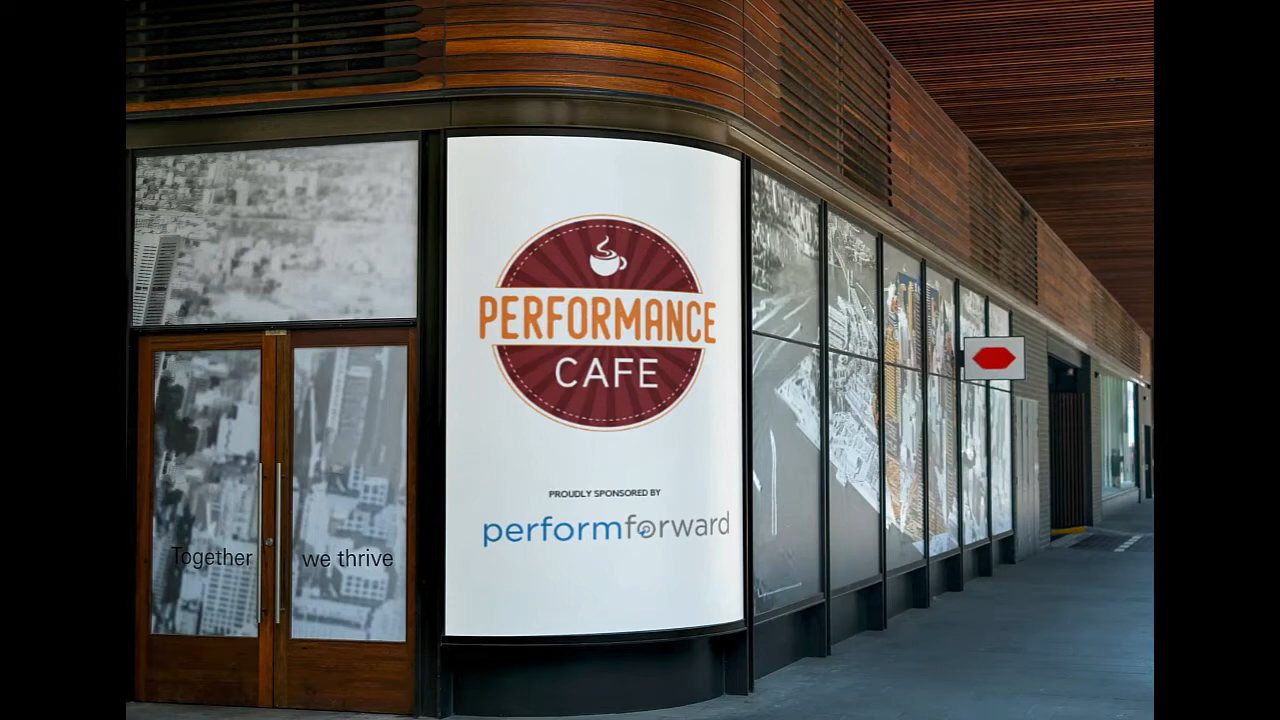 PERFORMANCE
CAFE
PROUDLY SPONSORED BY
performforward
Together we thrive